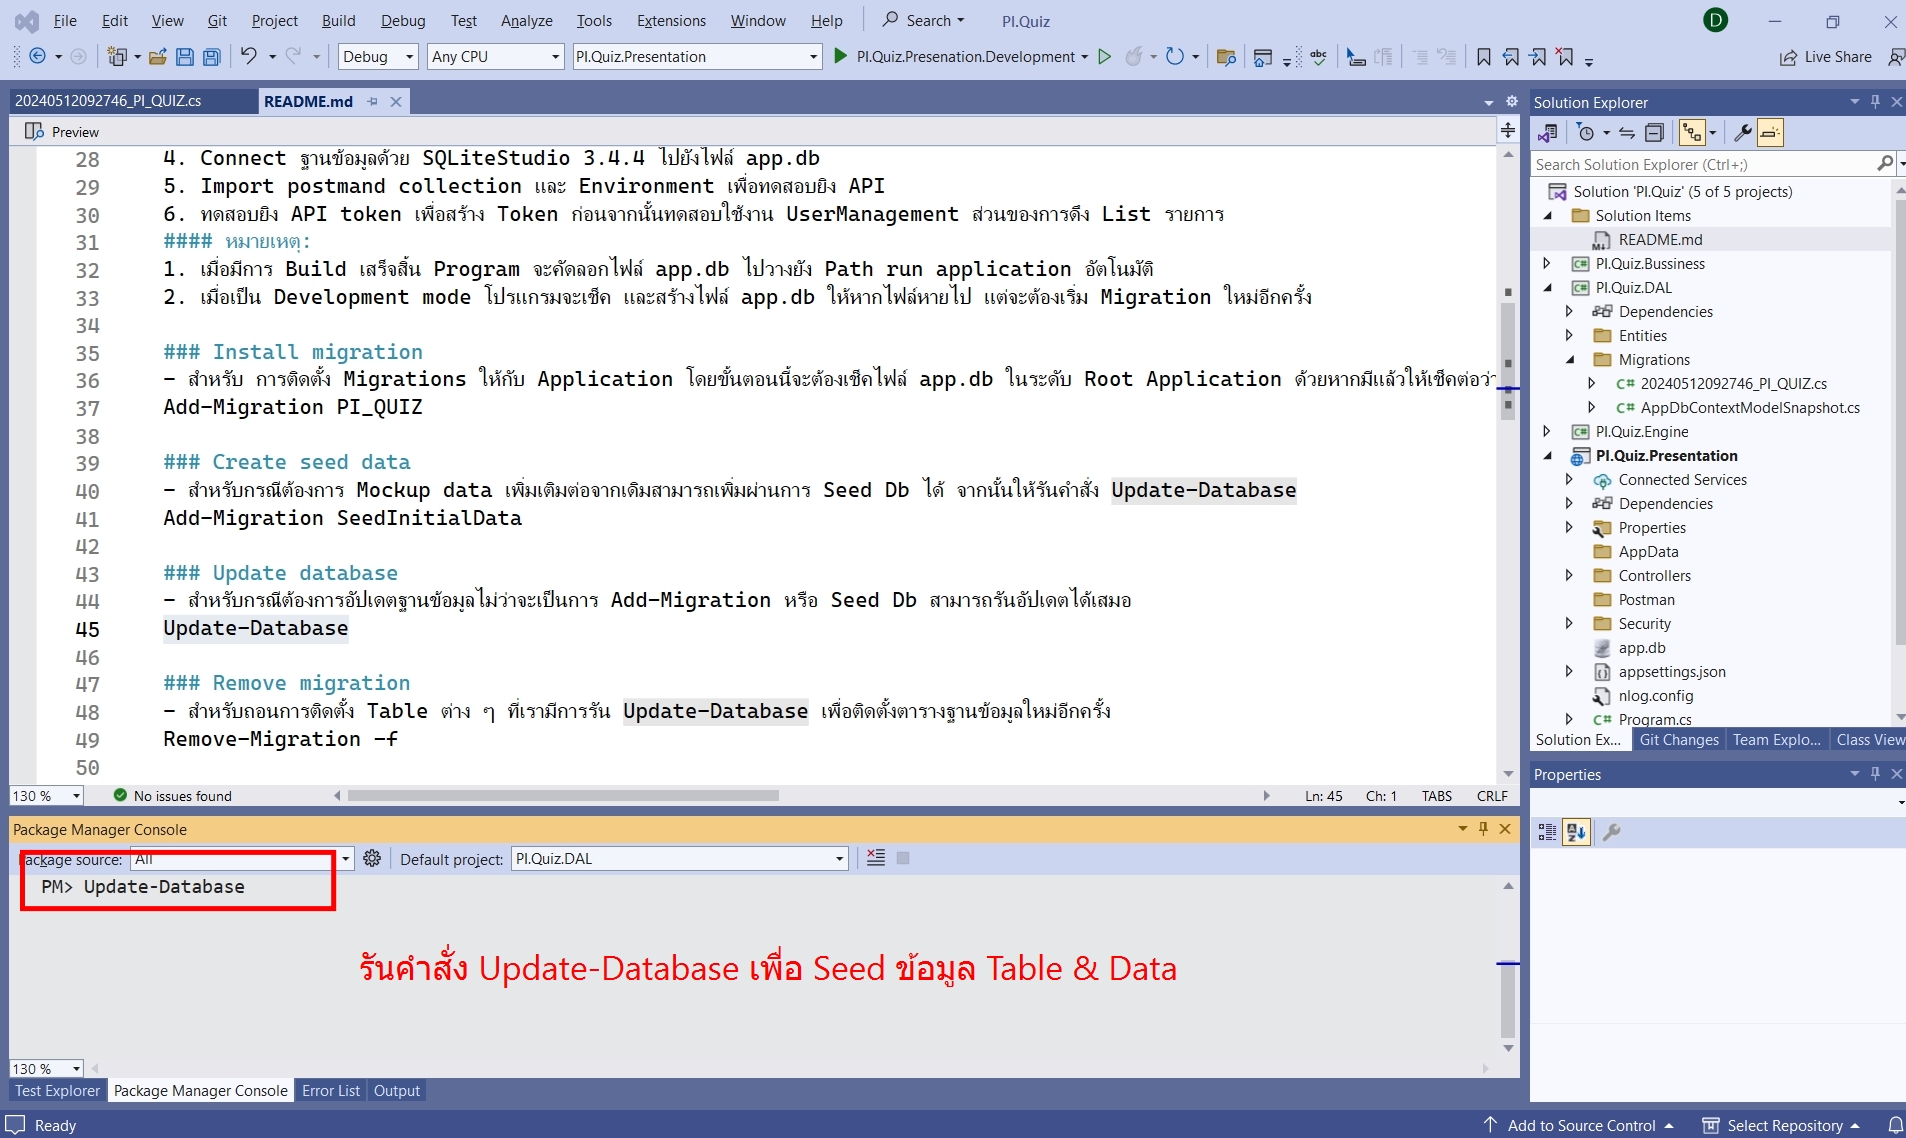 File Edit View Git Project Build Debug Test Analyze Tools Extensions Window Help Search PI.Quiz D
Debug Any CPU PI.Quiz.Presentation PI.Quiz.Presenation.Development abc Live Share
20240512092746_PI_QUIZ.cs README.md
Preview
28 4. Connect ฐานข้อมูลด้วย SQLiteStudio 3.4.4 ไปยังไฟล์ app.db
29 5. Import postmand collection และ Environment เพื่อทดสอบยิง API
30 6. ทดสอบยิง API token เพื่อสร้าง Token ก่อนจากนั้นทดสอบใช้งาน UserManagement ส่วนของการดึง List รายการ
31 #### หมายเหตุ:
32 1. เมื่อมีการ Build เสร็จสิ้น Program จะคัดลอกไฟล์ app.db ไปวางยัง Path run application อัตโนมัติ
33 2. เมื่อเป็น Development mode โปรแกรมจะเช็ค และสร้างไฟล์ app.db ให้หากไฟล์หายไป แต่จะต้องเริ่ม Migration ใหม่อีกครั้ง
34
35 ### Install migration
36 - สำหรับ การติดตั้ง Migrations ให้กับ Application โดยขั้นตอนนี้จะต้องเช็คไฟล์ app.db ในระดับ Root Application ด้วยหากมีแล้วให้เช็คต่อว่า
37 Add-Migration PI_QUIZ
38
39 ### Create seed data
40 - สำหรับกรณีต้องการ Mockup data เพิ่มเติมต่อจากเดิมสามารถเพิ่มผ่านการ Seed Db ได้ จากนั้นให้รันคำสั่ง Update-Database
41 Add-Migration SeedInitialData
42
43 ### Update database
44 - สำหรับกรณีต้องการอัปเดตฐานข้อมูลไม่ว่าจะเป็นการ Add-Migration หรือ Seed Db สามารถรันอัปเดตได้เสมอ
45 Update-Database
46
47 ### Remove migration
48 - สำหรับถอนการติดตั้ง Table ต่าง ๆ ที่เรามีการรัน Update-Database เพื่อติดตั้งตารางฐานข้อมูลใหม่อีกครั้ง
49 Remove-Migration -f
50
130 % No issues found Ln: 45 Ch: 1 TABS CRLF
Package Manager Console
Package source: All Default project: PI.Quiz.DAL
PM> Update-Database
รันคำสั่ง Update-Database เพื่อ Seed ข้อมูล Table & Data
130 %
Test Explorer Package Manager Console Error List Output
Solution Explorer
Search Solution Explorer (Ctrl+;)
Solution 'PI.Quiz' (5 of 5 projects)
Solution Items
README.md
PI.Quiz.Bussiness
PI.Quiz.DAL
Dependencies
Entities
Migrations
C# 20240512092746_PI_QUIZ.cs
C# AppDbContextModelSnapshot.cs
PI.Quiz.Engine
PI.Quiz.Presentation
Connected Services
Dependencies
Properties
AppData
Controllers
Postman
Security
app.db
appsettings.json
nlog.config
C# Program.cs
Solution Ex... Git Changes Team Explo... Class View
Properties
Ready Add to Source Control Select Repository